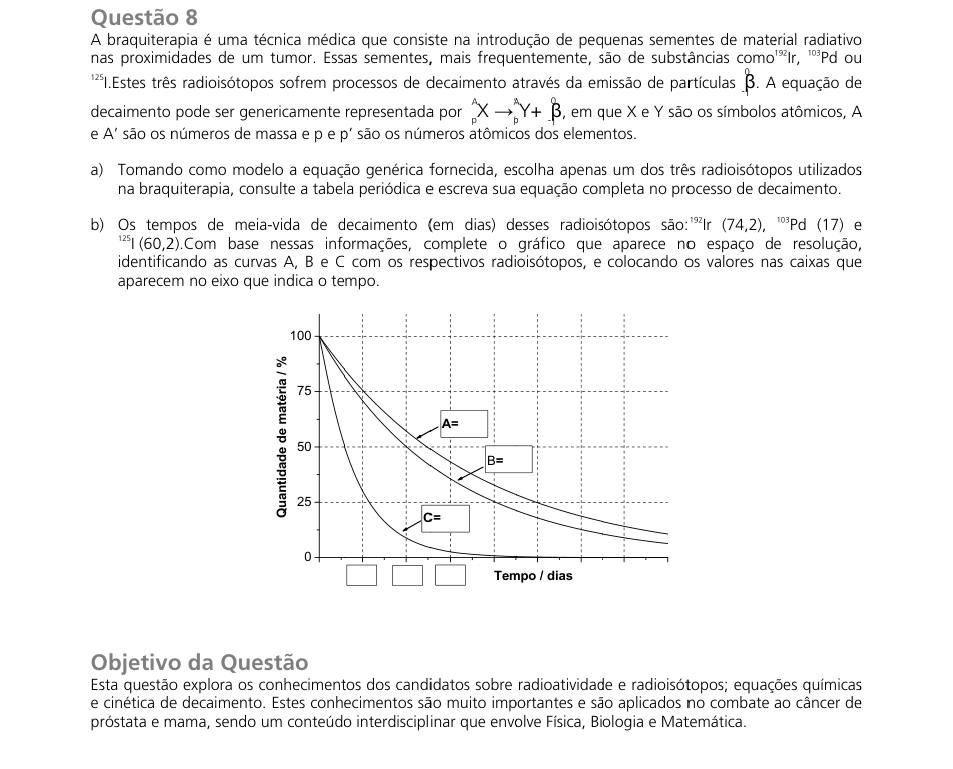 Questão 8
A braquiterapia é uma técnica médica que consiste na introdução de pequenas sementes de material radiativo
nas proximidades de um tumor. Essas sementes, mais frequentemente, são de substâncias como ¹⁹²Ir, ¹⁰³Pd ou
¹²⁵I.Estes três radioisótopos sofrem processos de decaimento através da emissão de partículas ⁰₋₁β. A equação de
decaimento pode ser genericamente representada por ᴬₚX → ᴬ'ₚ'Y+ ⁰₋₁β, em que X e Y são os símbolos atômicos, A
e A’ são os números de massa e p e p’ são os números atômicos dos elementos.
a) Tomando como modelo a equação genérica fornecida, escolha apenas um dos três radioisótopos utilizados
na braquiterapia, consulte a tabela periódica e escreva sua equação completa no processo de decaimento.
b) Os tempos de meia-vida de decaimento (em dias) desses radioisótopos são: ¹⁹²Ir (74,2), ¹⁰³Pd (17) e
¹²⁵I (60,2).Com base nessas informações, complete o gráfico que aparece no espaço de resolução,
identificando as curvas A, B e C com os respectivos radioisótopos, e colocando os valores nas caixas que
aparecem no eixo que indica o tempo.
Quantidade de matéria / %
100
75
A=
50
B=
25
C=
0
Tempo / dias
Objetivo da Questão
Esta questão explora os conhecimentos dos candidatos sobre radioatividade e radioisótopos; equações químicas
e cinética de decaimento. Estes conhecimentos são muito importantes e são aplicados no combate ao câncer de
próstata e mama, sendo um conteúdo interdisciplinar que envolve Física, Biologia e Matemática.